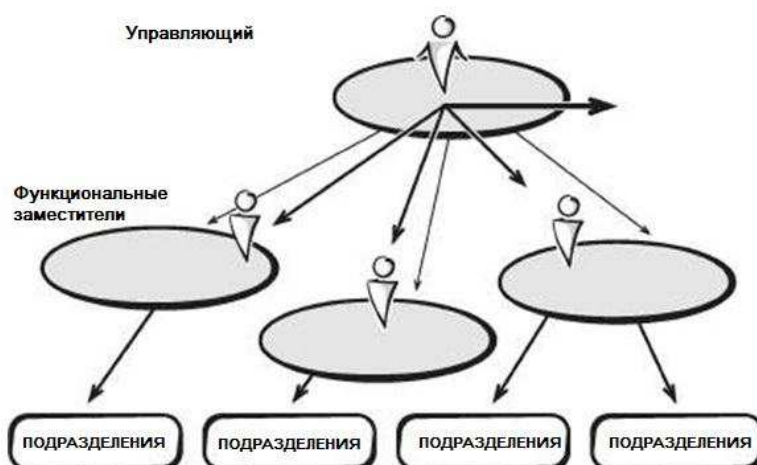 Управляющий
Функциональные
заместители
ПОДРАЗДЕЛЕНИЯ
ПОДРАЗДЕЛЕНИЯ
ПОДРАЗДЕЛЕНИЯ
ПОДРАЗДЕЛЕНИЯ